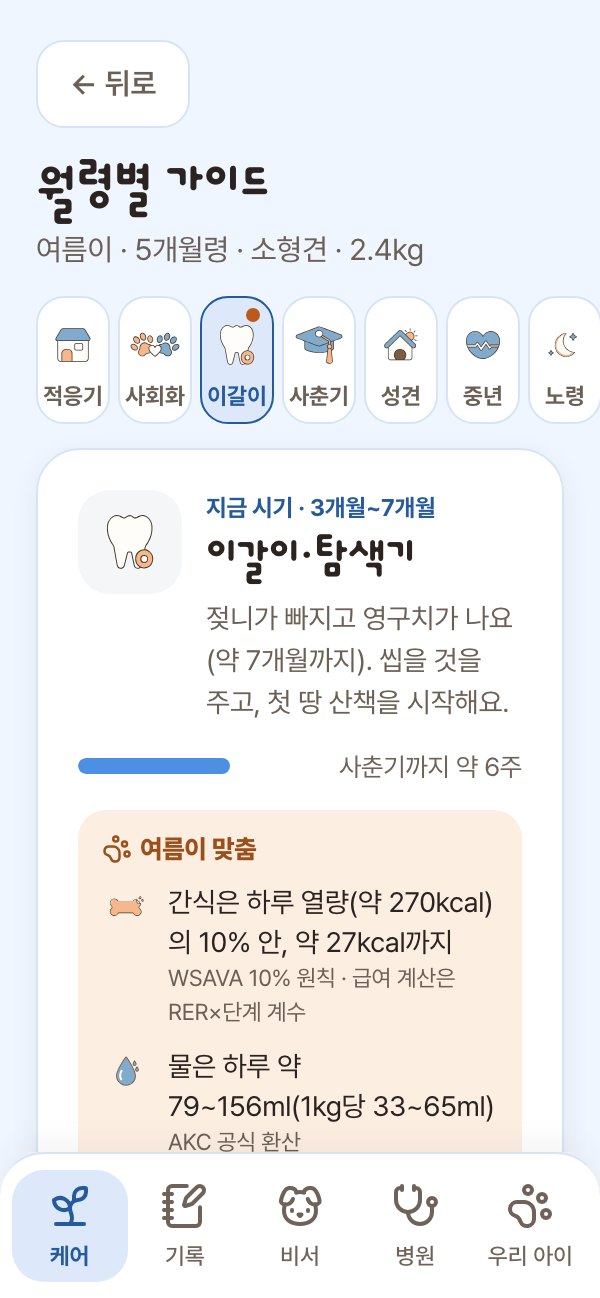 ← 뒤로
월령별 가이드
여름이 · 5개월령 · 소형견 · 2.4kg
적응기 사회화 이갈이 사춘기 성견 중년 노령
지금 시기 · 3개월~7개월
이갈이·탐색기
젖니가 빠지고 영구치가 나요
(약 7개월까지). 씹을 것을
주고, 첫 땅 산책을 시작해요.
사춘기까지 약 6주
여름이 맞춤
간식은 하루 열량(약 270kcal)
의 10% 안, 약 27kcal까지
WSAVA 10% 원칙 · 급여 계산은
RER×단계 계수
물은 하루 약
79~156ml(1kg당 33~65ml)
AKC 공식 환산
케어 기록 비서 병원 우리 아이